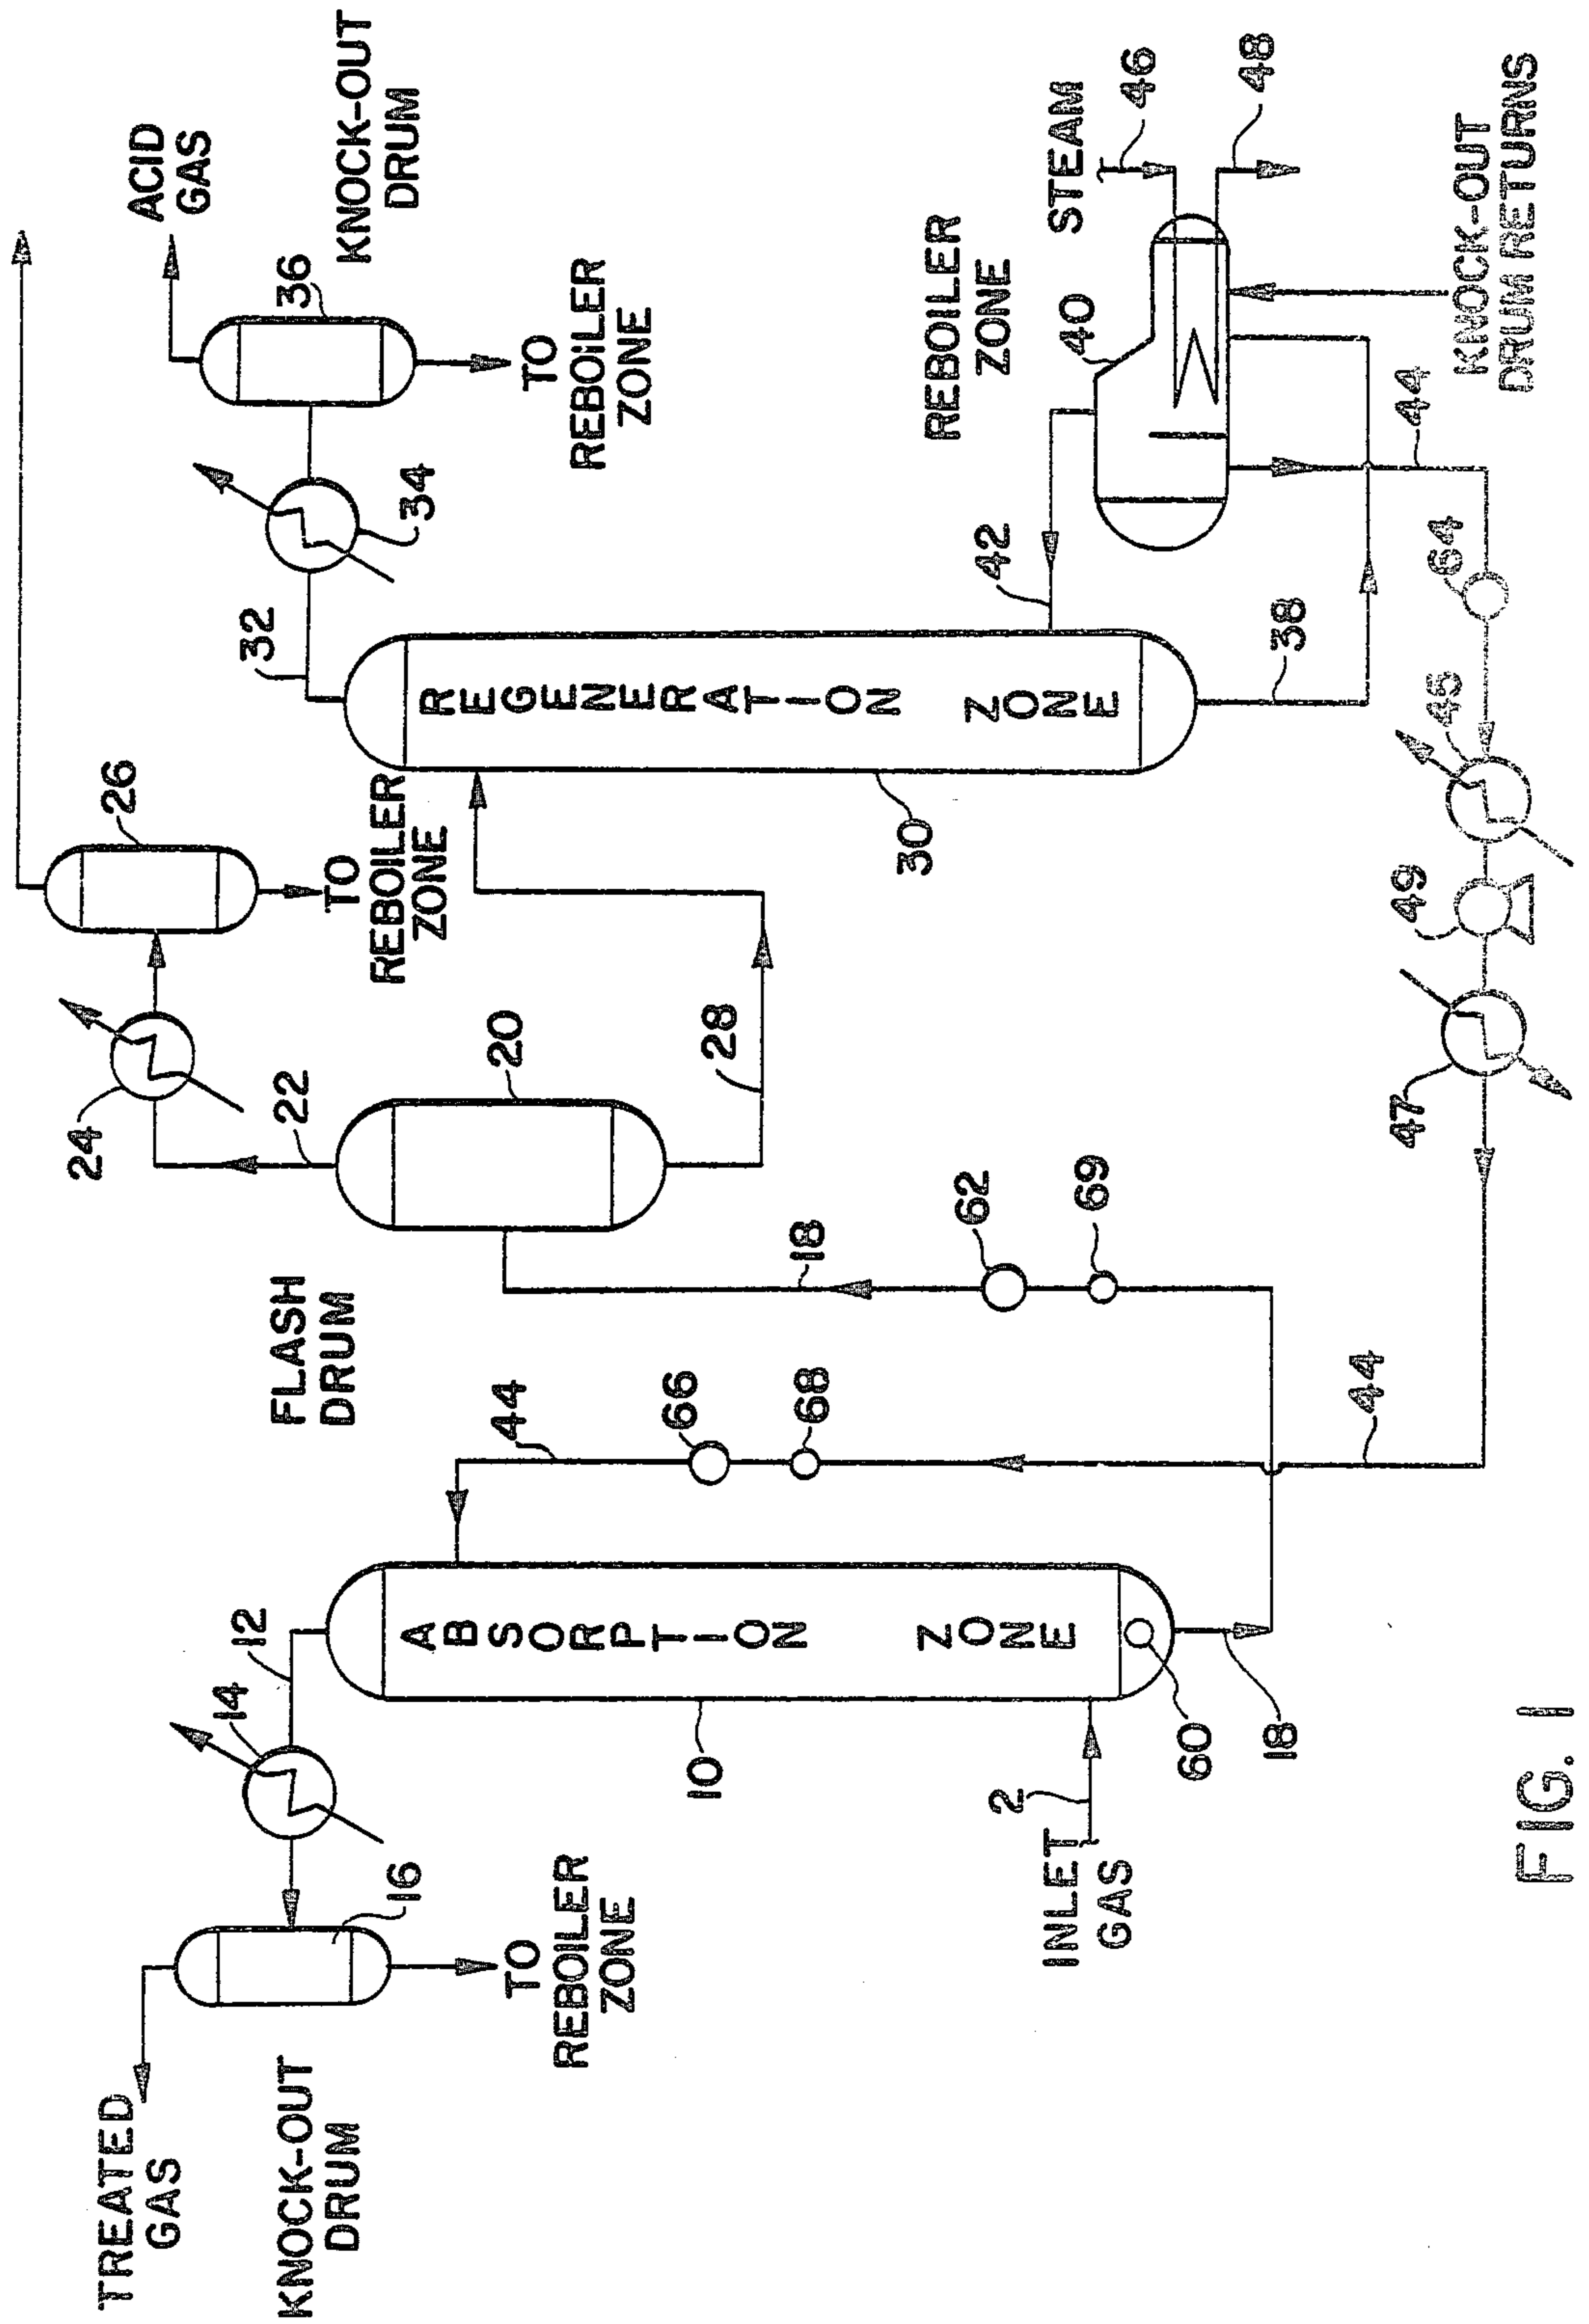 TREATED
GAS
KNOCK-OUT
DRUM
16
TO
REBOILER
ZONE
14
12
INLET
GAS
2
10
ABSORPTION ZONE
60
18
44
66
68
44
FLASH
DRUM
24
22
20
18
62
69
28
26
TO
REBOILER
ZONE
30
REGENERATION ZONE
32
34
36
ACID
GAS
KNOCK-OUT
DRUM
TO
REBOILER
ZONE
42
38
REBOILER
ZONE
40
STEAM
46
48
KNOCK-OUT
DRUM RETURNS
44
64
45
49
47
FIG. 1